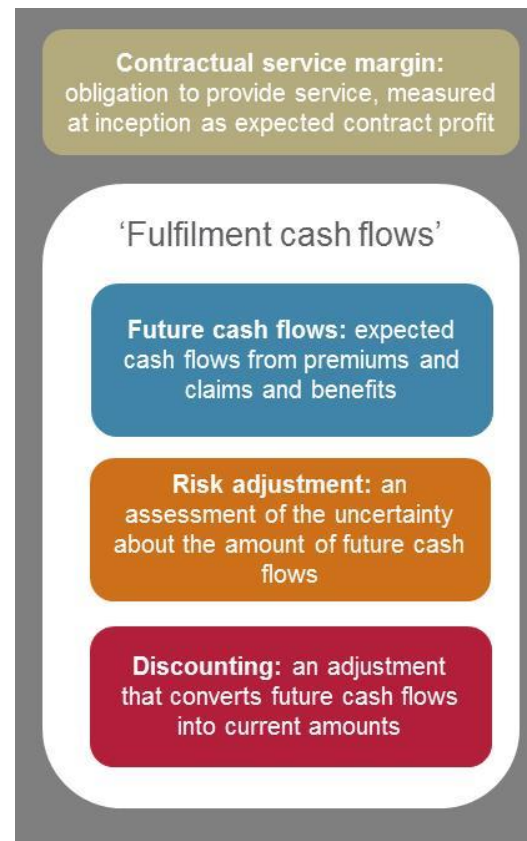 Contractual service margin:
obligation to provide service, measured
at inception as expected contract profit
‘Fulfilment cash flows’
Future cash flows: expected
cash flows from premiums and
claims and benefits
Risk adjustment: an
assessment of the uncertainty
about the amount of future cash
flows
Discounting: an adjustment
that converts future cash flows
into current amounts